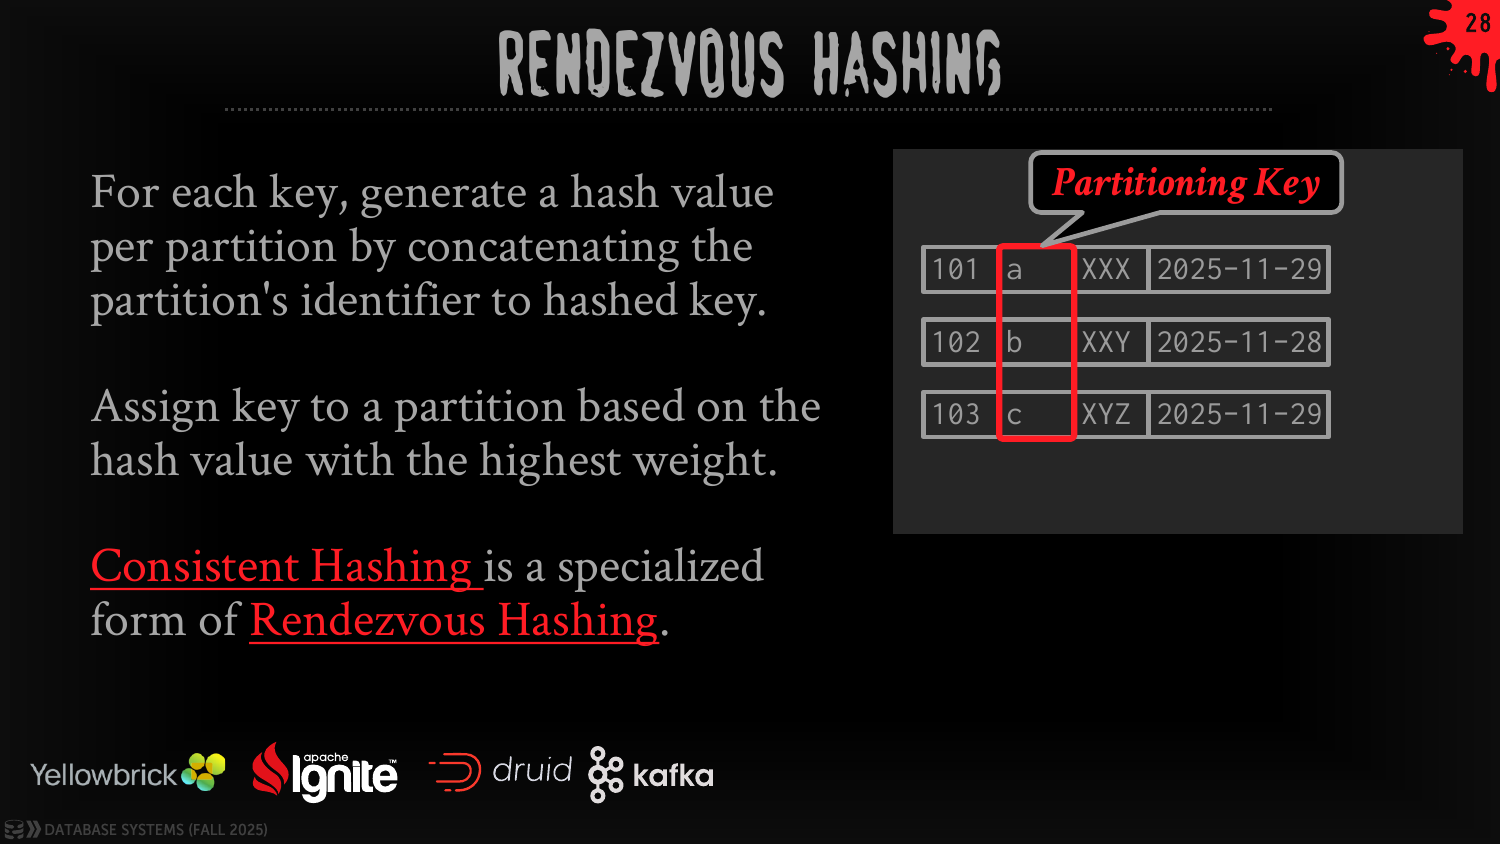 28
RENDEZVOUS HASHING
For each key, generate a hash value
per partition by concatenating the
partition's identifier to hashed key.
Assign key to a partition based on the
hash value with the highest weight.
Consistent Hashing is a specialized
form of Rendezvous Hashing.
Partitioning Key
101 a XXX 2025-11-29
102 b XXY 2025-11-28
103 c XYZ 2025-11-29
Yellowbrick
apache
Ignite™
druid
kafka
DATABASE SYSTEMS (FALL 2025)